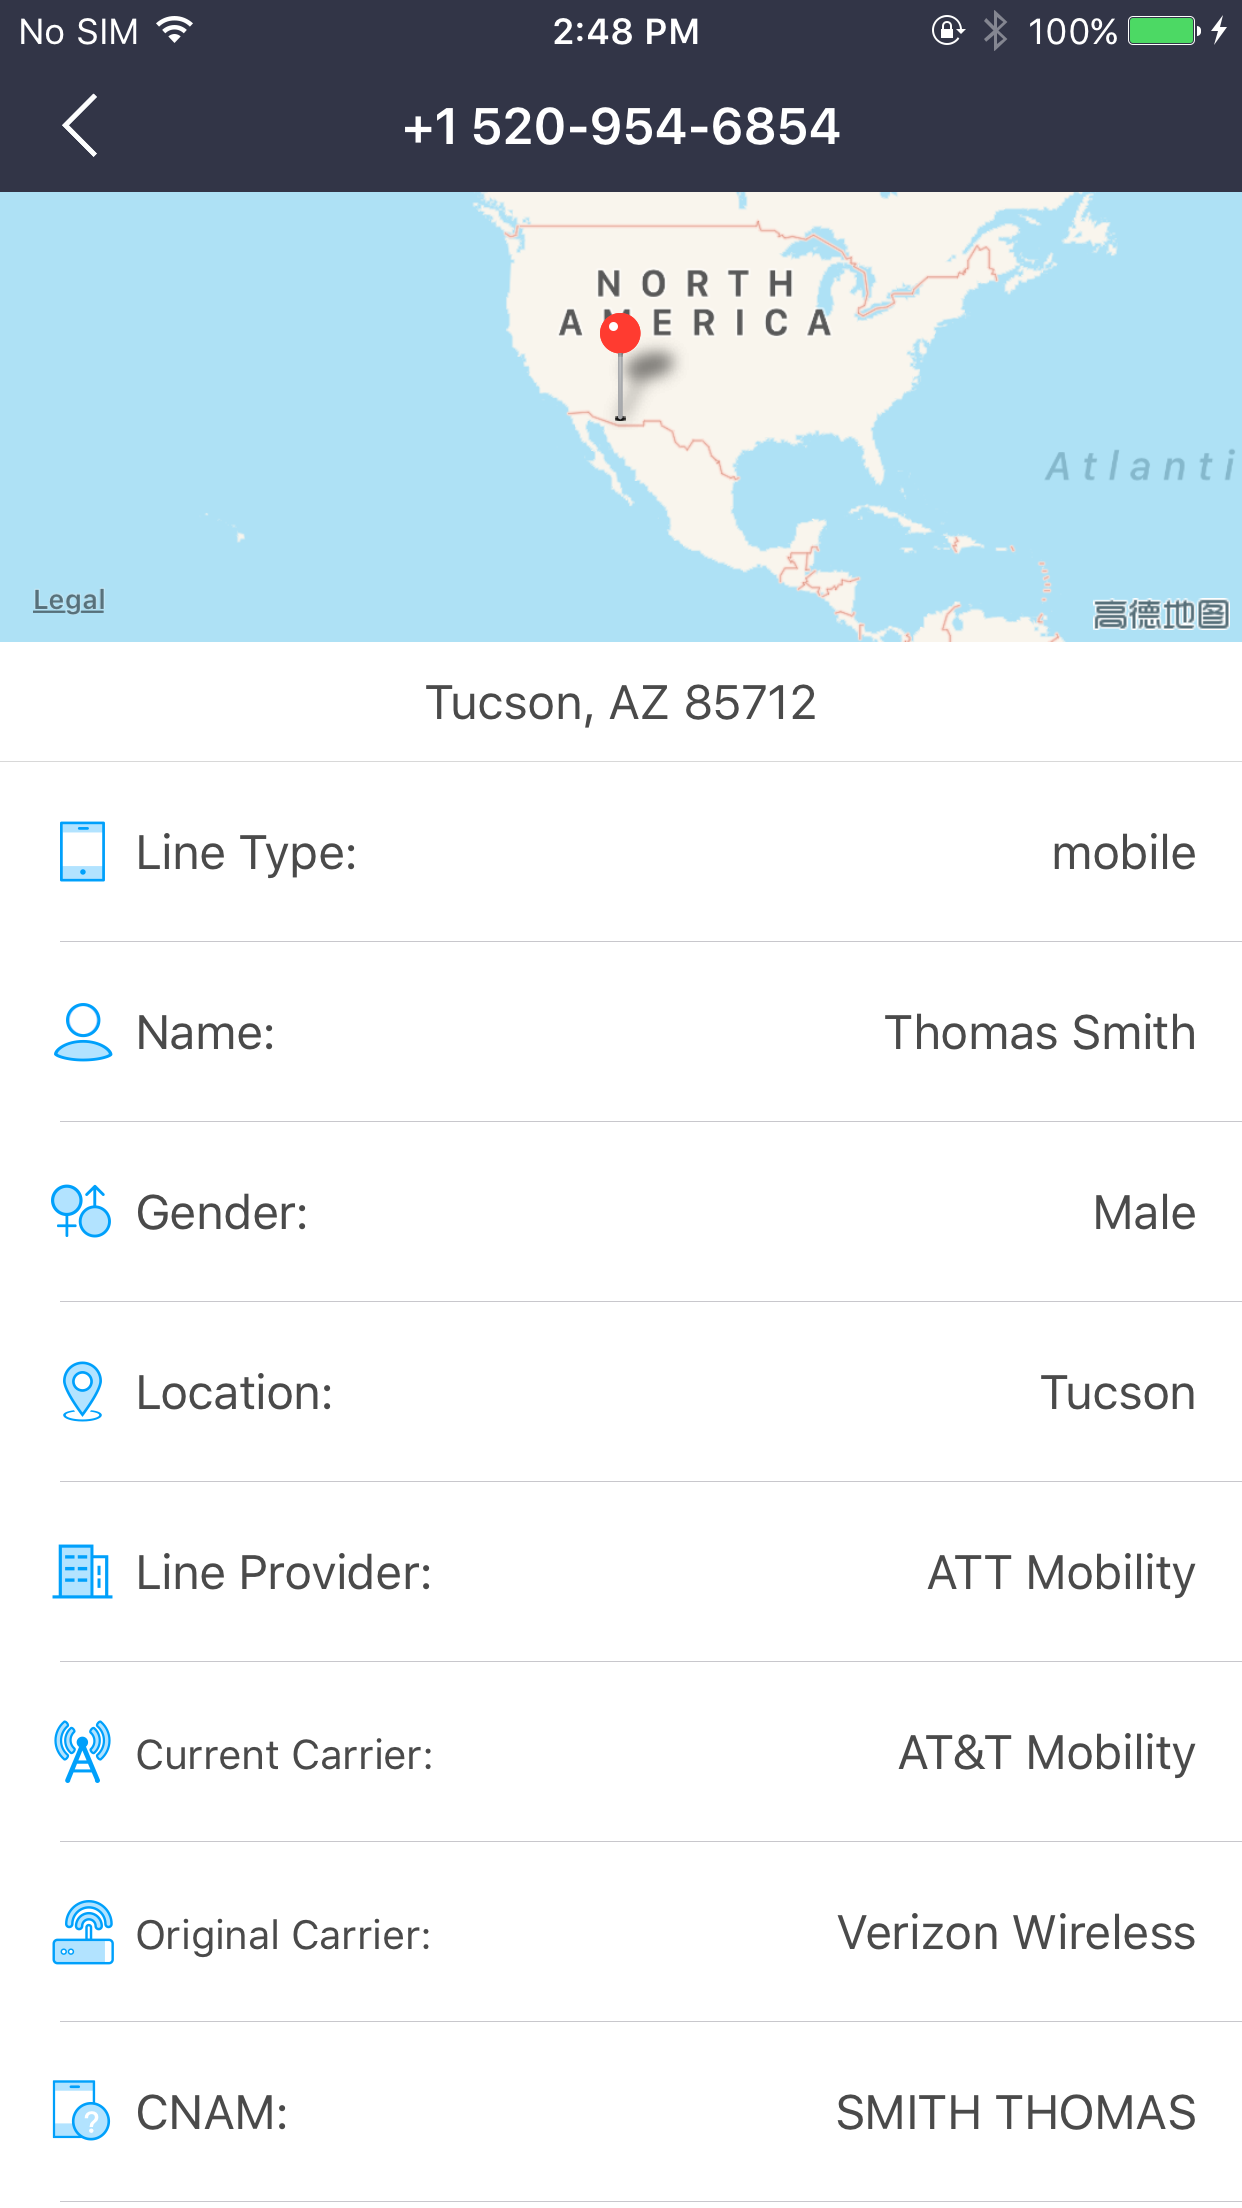 No SIM 2:48 PM 100%
+1 520-954-6854
NORTH
AMERICA
Atlanti
Legal
高德地图
Tucson, AZ 85712
Line Type: mobile
Name: Thomas Smith
Gender: Male
Location: Tucson
Line Provider: ATT Mobility
Current Carrier: AT&T Mobility
Original Carrier: Verizon Wireless
CNAM: SMITH THOMAS